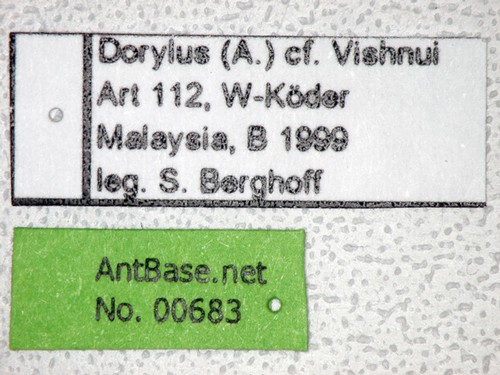 Dorylus (A.) cf. Vishnui
Art 112, W-Köder
Malaysia, B 1999
leg. S. Berghoff
AntBase.net
No. 00683